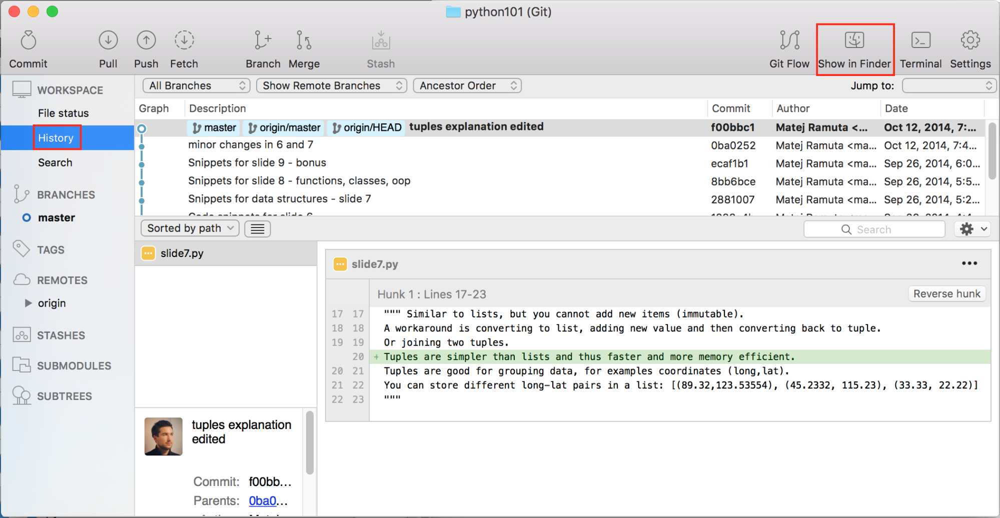 python101 (Git)
Commit
Pull
Push
Fetch
Branch
Merge
Stash
Git Flow
Show in Finder
Terminal
Settings
WORKSPACE
File status
History
Search
BRANCHES
master
TAGS
REMOTES
origin
STASHES
SUBMODULES
SUBTREES
All Branches
Show Remote Branches
Ancestor Order
Jump to:
Graph Description Commit Author Date
master origin/master origin/HEAD tuples explanation edited f00bbc1 Matej Ramuta <... Oct 12, 2014, 7:...
minor changes in 6 and 7 0ba0252 Matej Ramuta <ma... Oct 12, 2014, 7:4...
Snippets for slide 9 - bonus ecaf1b1 Matej Ramuta <ma... Sep 26, 2014, 6:0...
Snippets for slide 8 - functions, classes, oop 8bb6bce Matej Ramuta <ma... Sep 26, 2014, 5:5...
Snippets for data structures - slide 7 2881007 Matej Ramuta <ma... Sep 26, 2014, 5:2...
Code snippets for slide 6
Sorted by path
Search
slide7.py
tuples explanation
edited
Commit: f00bb...
Parents: 0ba0...
slide7.py
Hunk 1 : Lines 17-23
Reverse hunk
17 17 """ Similar to lists, but you cannot add new items (immutable).
18 18 A workaround is converting to list, adding new value and then converting back to tuple.
19 19 Or joining two tuples.
20 + Tuples are simpler than lists and thus faster and more memory efficient.
20 21 Tuples are good for grouping data, for examples coordinates (long,lat).
21 22 You can store different long-lat pairs in a list: [(89.32,123.53554), (45.2332, 115.23), (33.33, 22.22)]
22 23 """